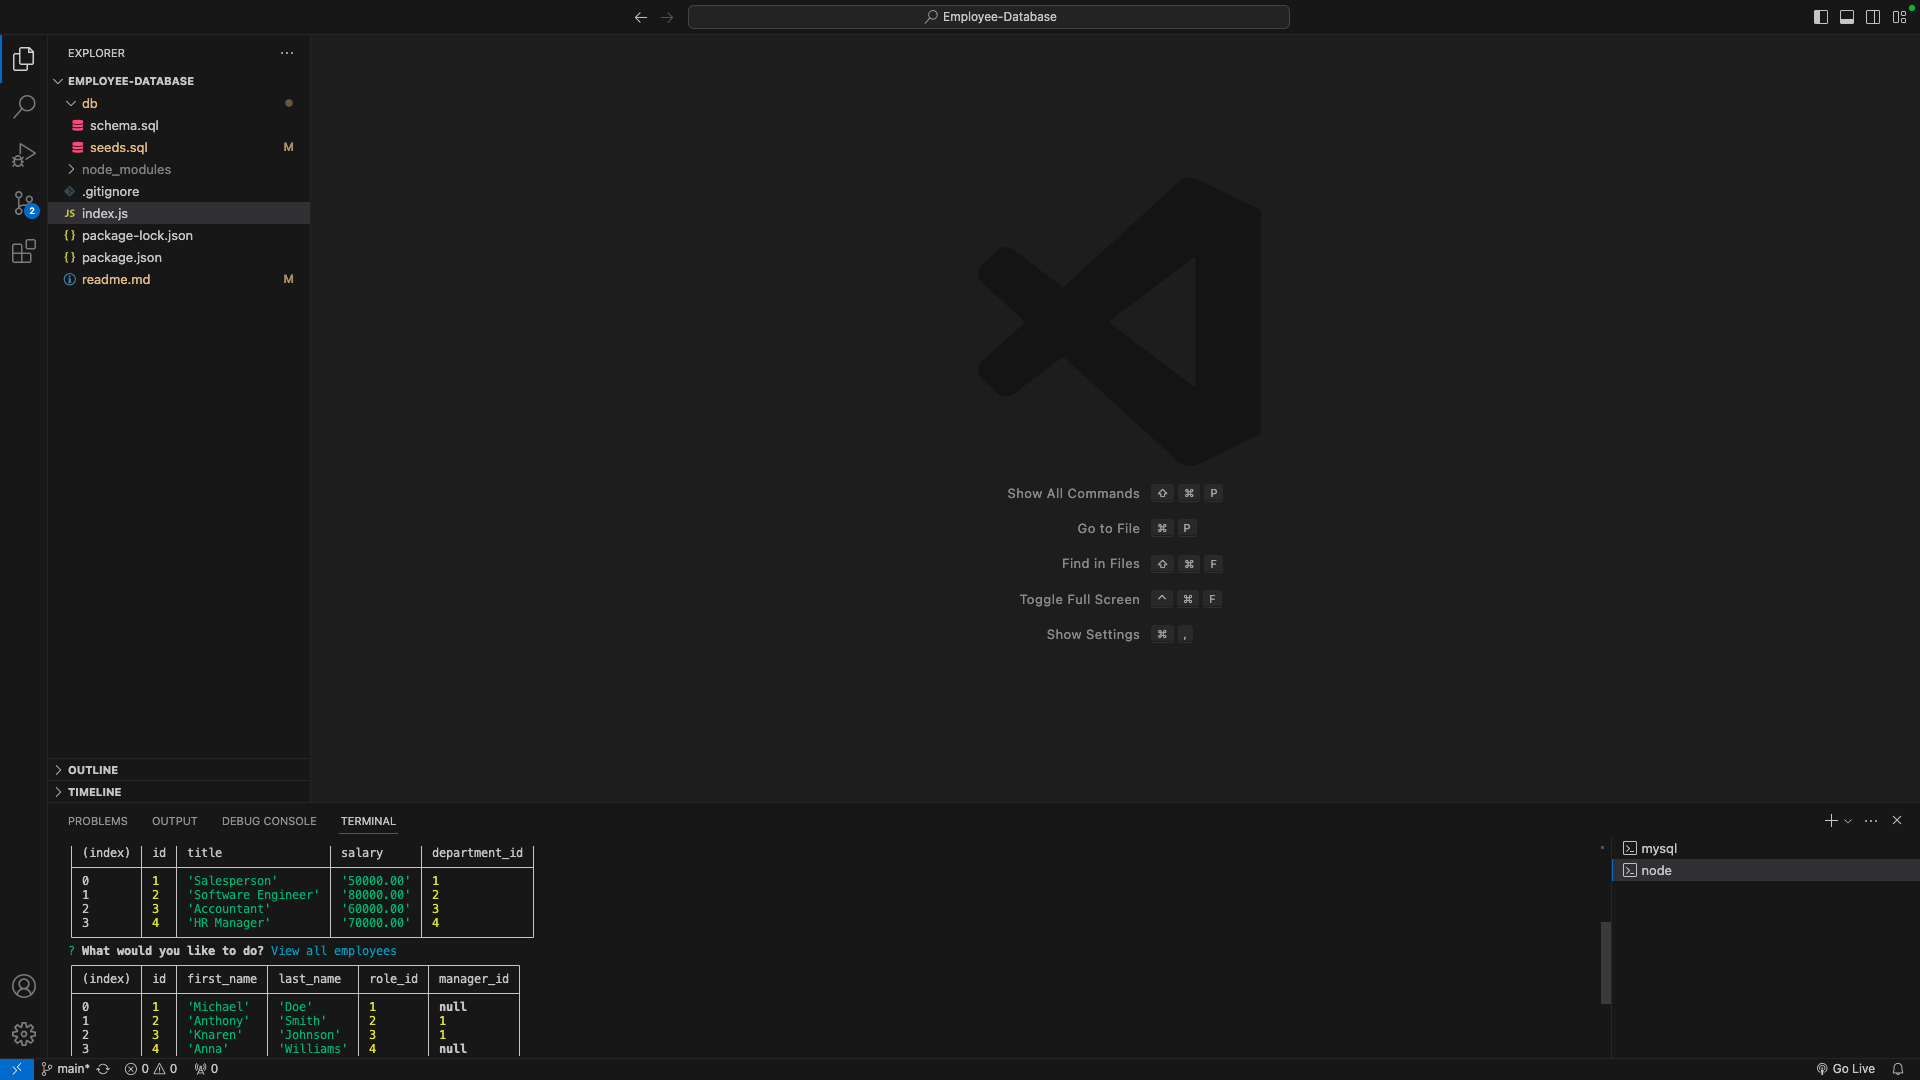 Employee-Database
EXPLORER
EMPLOYEE-DATABASE
db
schema.sql
seeds.sql M
node_modules
.gitignore
JS index.js
{} package-lock.json
{} package.json
readme.md M
2
Show All Commands ⇧ ⌘ P
Go to File ⌘ P
Find in Files ⇧ ⌘ F
Toggle Full Screen ^ ⌘ F
Show Settings ⌘ ,
OUTLINE
TIMELINE
PROBLEMS OUTPUT DEBUG CONSOLE TERMINAL
(index) id title salary department_id
0 1 'Salesperson' '50000.00' 1
1 2 'Software Engineer' '80000.00' 2
2 3 'Accountant' '60000.00' 3
3 4 'HR Manager' '70000.00' 4
? What would you like to do? View all employees
(index) id first_name last_name role_id manager_id
0 1 'Michael' 'Doe' 1 null
1 2 'Anthony' 'Smith' 2 1
2 3 'Knaren' 'Johnson' 3 1
3 4 'Anna' 'Williams' 4 null
mysql
node
main* 0 0 0
Go Live